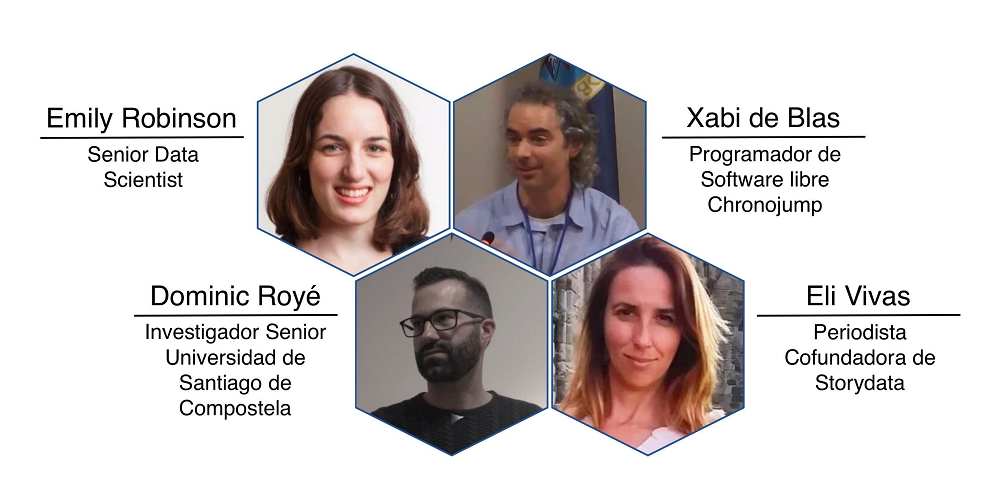 Emily Robinson
Senior Data
Scientist
Xabi de Blas
Programador de
Software libre
Chronojump
Dominic Royé
Investigador Senior
Universidad de
Santiago de
Compostela
Eli Vivas
Periodista
Cofundadora de
Storydata